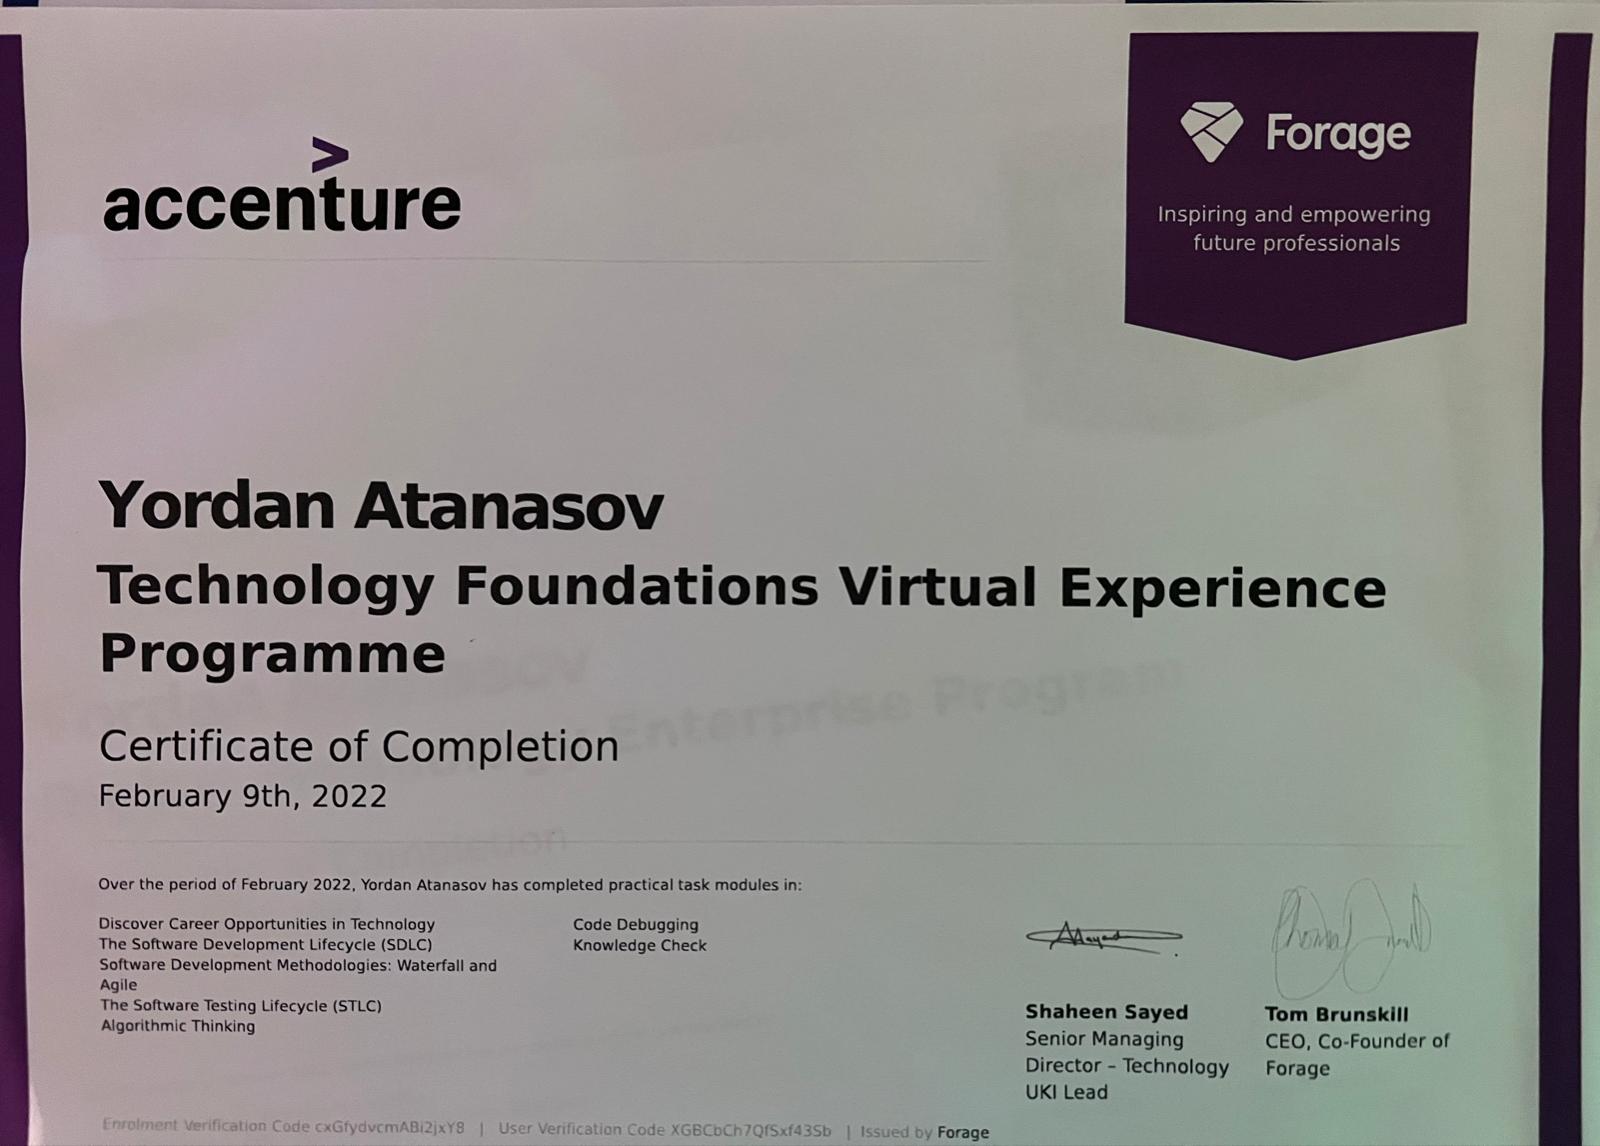 >
accenture
Forage
Inspiring and empowering
future professionals
Yordan Atanasov
Technology Foundations Virtual Experience
Programme
Certificate of Completion
February 9th, 2022
Over the period of February 2022, Yordan Atanasov has completed practical task modules in:
Discover Career Opportunities in Technology
The Software Development Lifecycle (SDLC)
Software Development Methodologies: Waterfall and
Agile
The Software Testing Lifecycle (STLC)
Algorithmic Thinking
Code Debugging
Knowledge Check
Shaheen Sayed
Senior Managing
Director – Technology
UKI Lead
Tom Brunskill
CEO, Co-Founder of
Forage
Enrolment Verification Code cxGfydvcmABi2jxY8 | User Verification Code XGBCbCh7QfSxf43Sb | Issued by Forage